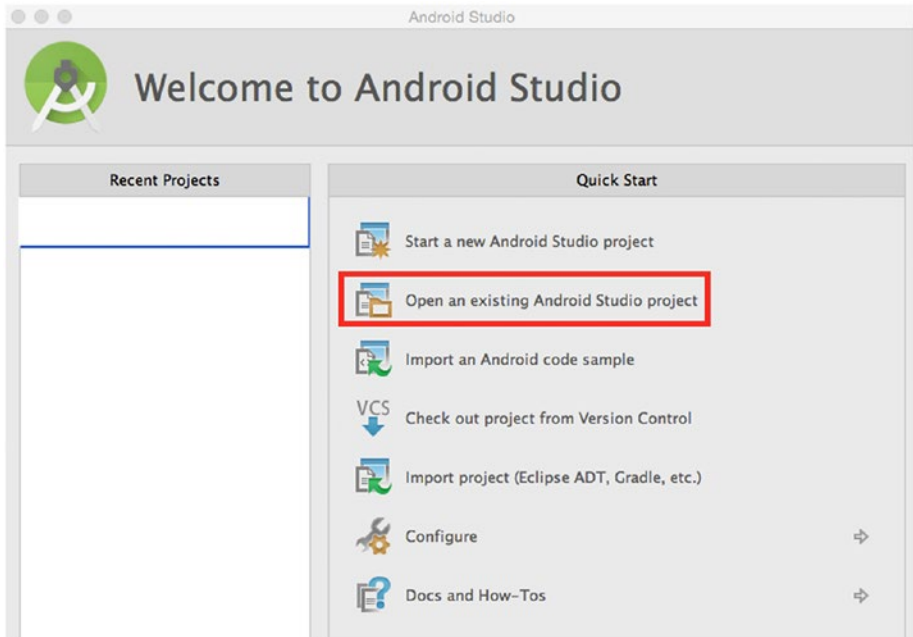 Android Studio
Welcome to Android Studio
Recent Projects
Quick Start
Start a new Android Studio project
Open an existing Android Studio project
Import an Android code sample
VCS
Check out project from Version Control
Import project (Eclipse ADT, Gradle, etc.)
Configure
Docs and How-Tos